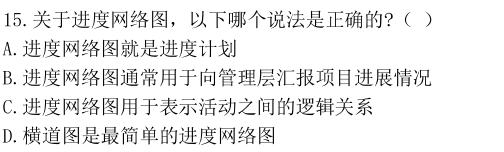 15.关于进度网络图，以下哪个说法是正确的?（ ）
A.进度网络图就是进度计划
B.进度网络图通常用于向管理层汇报项目进展情况
C.进度网络图用于表示活动之间的逻辑关系
D.横道图是最简单的进度网络图